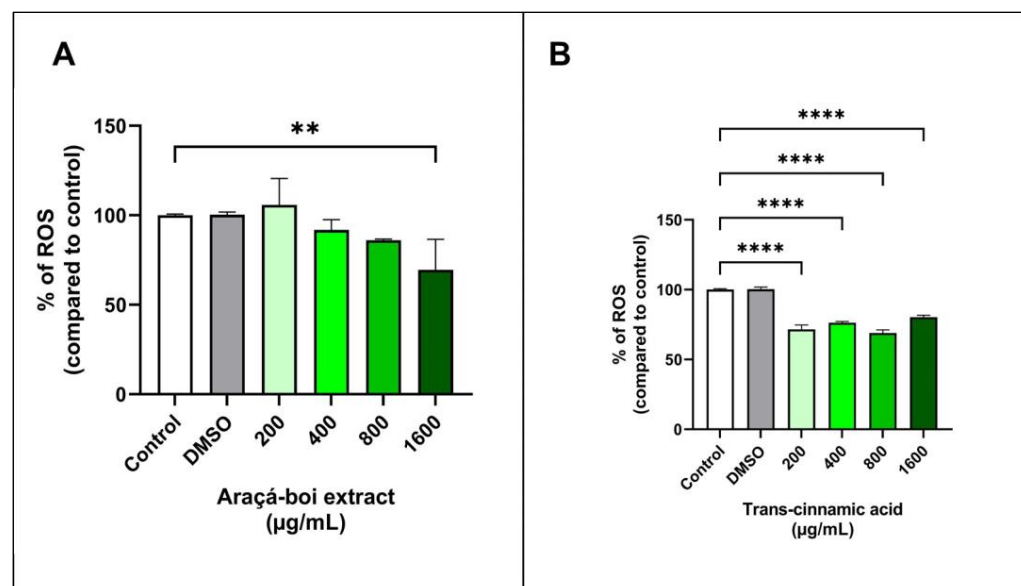 A
% of ROS
(compared to control)
150
100
50
0
**
Control
DMSO
200
400
800
1600
Araçá-boi extract
(µg/mL)
B
% of ROS
(compared to control)
150
100
50
0
****
****
****
****
Control
DMSO
200
400
800
1600
Trans-cinnamic acid
(µg/mL)